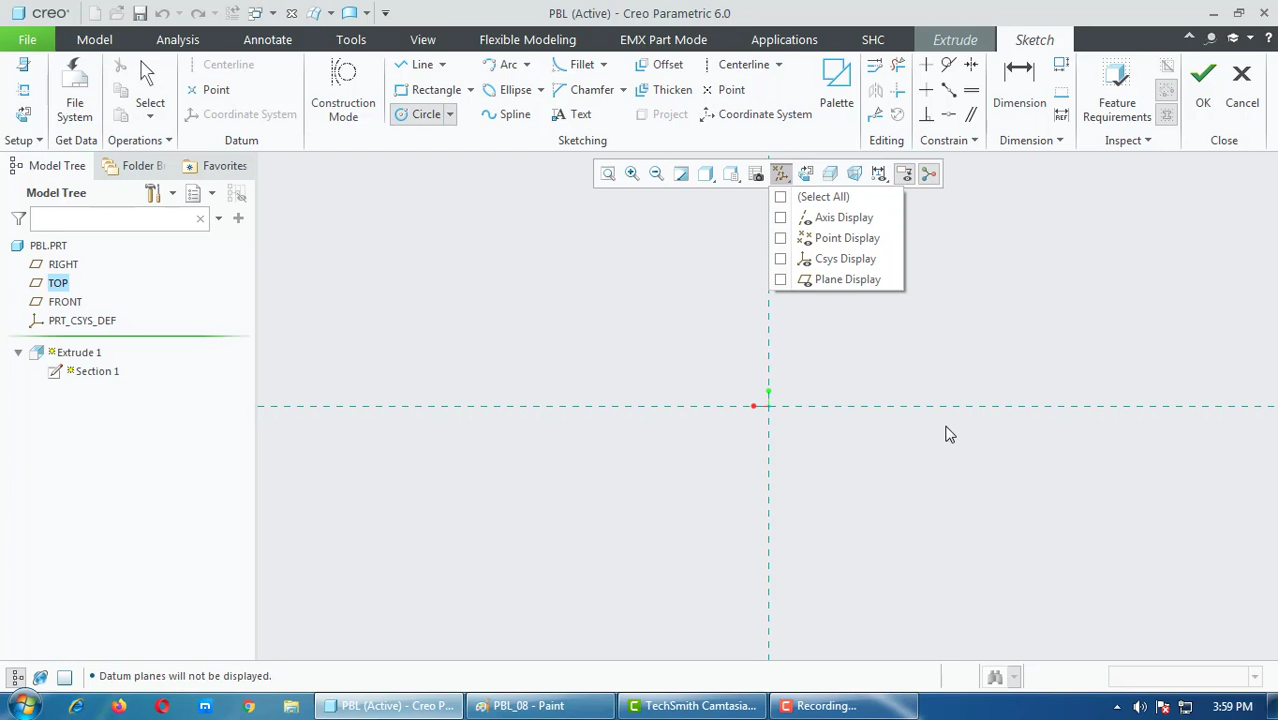 creo
PBL (Active) - Creo Parametric 6.0
File Model Analysis Annotate Tools View Flexible Modeling EMX Part Mode Applications SHC Extrude Sketch
Centerline Line Arc Fillet Offset Centerline
Point Rectangle Ellipse Chamfer Thicken Point
Coordinate System Circle Spline Text Project Coordinate System
File System Select Construction Mode Palette Dimension Feature Requirements OK Cancel
Setup Get Data Operations Datum Sketching Editing Constrain Dimension Inspect Close
Model Tree Folder B Favorites
Model Tree
PBL.PRT
RIGHT
TOP
FRONT
PRT_CSYS_DEF
Extrude 1
Section 1
(Select All)
Axis Display
Point Display
Csys Display
Plane Display
• Datum planes will not be displayed.
PBL (Active) - Creo P... PBL_08 - Paint TechSmith Camtasia... Recording... 3:59 PM